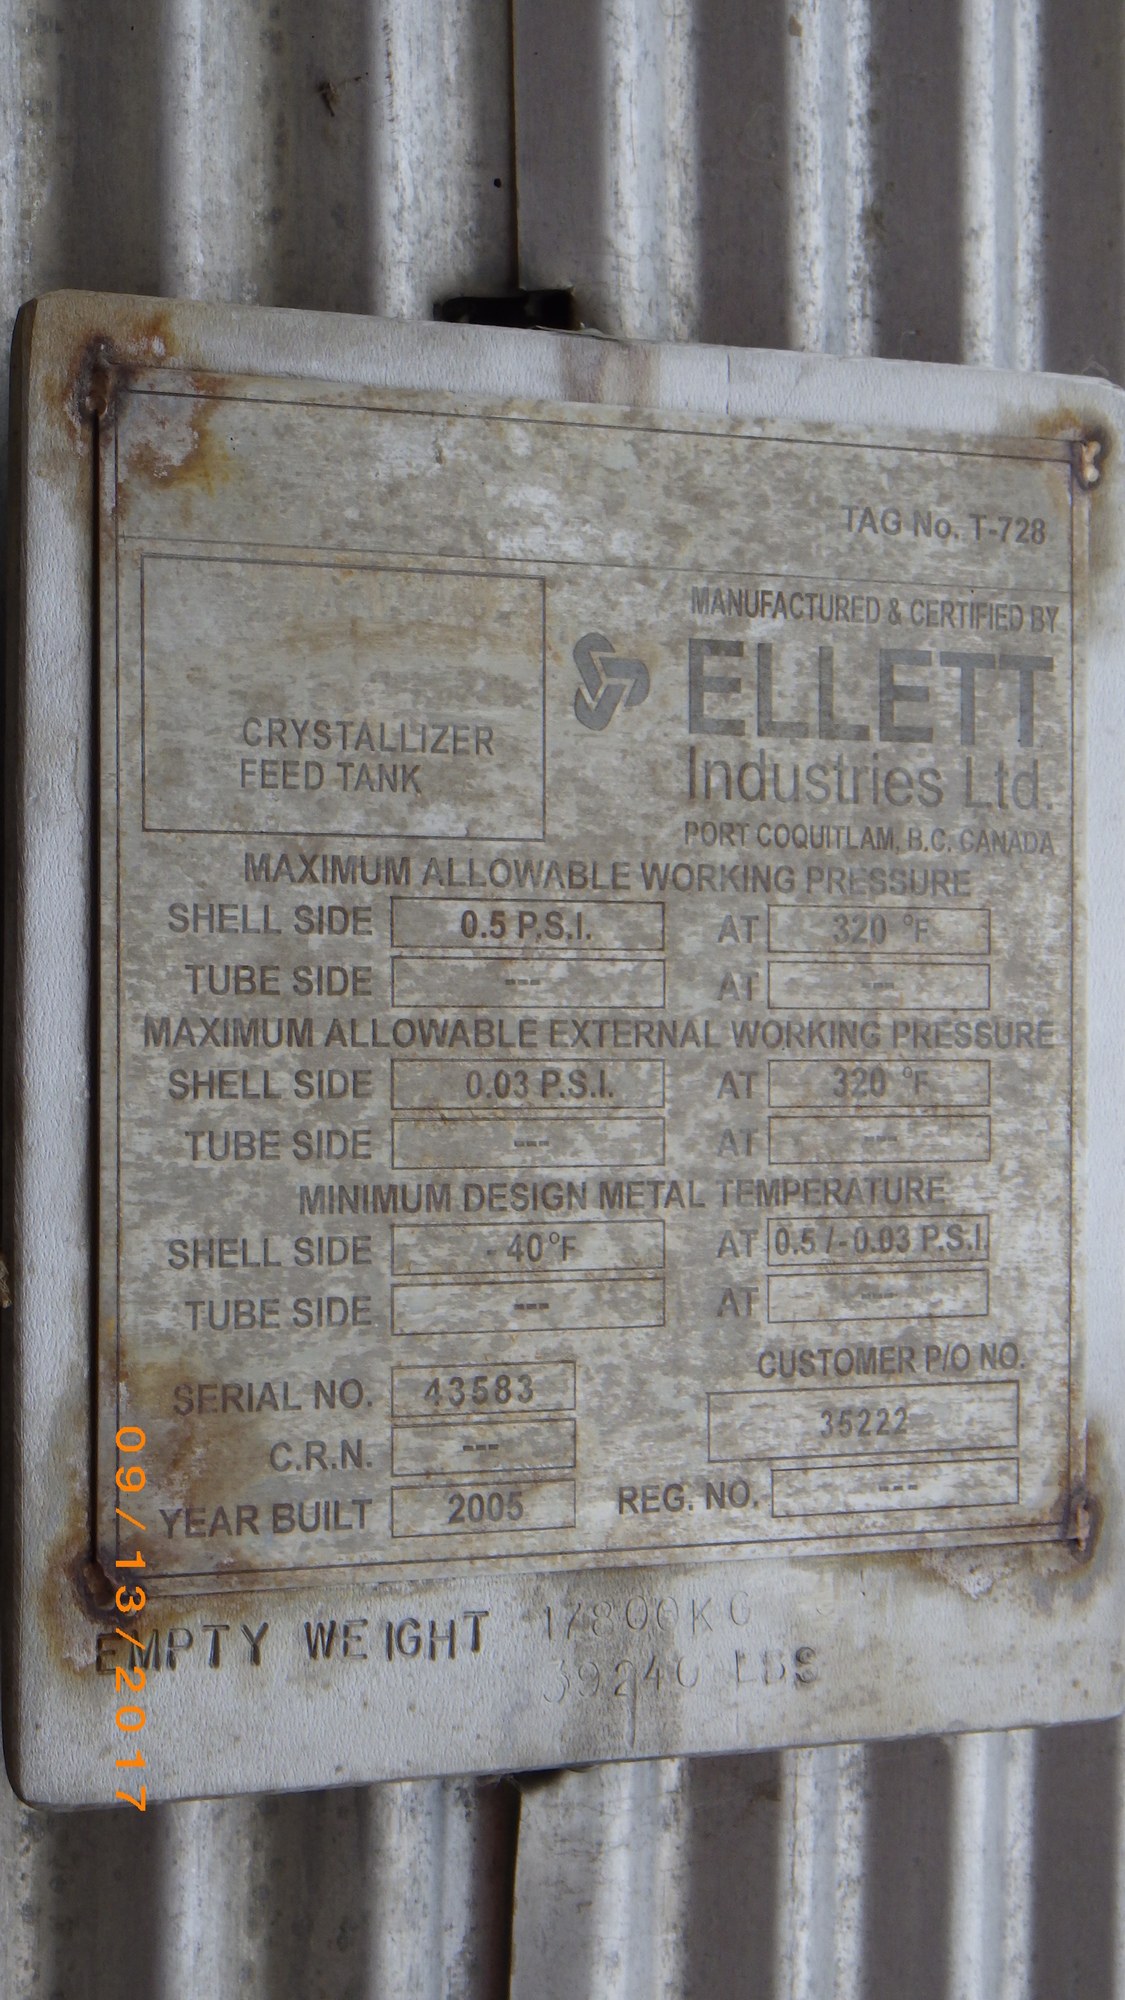 TAG No. T-728
MANUFACTURED & CERTIFIED BY
ELLETT
Industries Ltd.
PORT COQUITLAM, B.C. CANADA
CRYSTALLIZER
FEED TANK
MAXIMUM ALLOWABLE WORKING PRESSURE
SHELL SIDE 0.5 P.S.I. AT 320 °F
TUBE SIDE --- AT ---
MAXIMUM ALLOWABLE EXTERNAL WORKING PRESSURE
SHELL SIDE 0.03 P.S.I. AT 320 °F
TUBE SIDE --- AT ---
MINIMUM DESIGN METAL TEMPERATURE
SHELL SIDE - 40°F AT 0.5 /- 0.03 P.S.I.
TUBE SIDE --- AT ---
SERIAL NO. 43583
CUSTOMER P/O NO.
35222
C.R.N. ---
YEAR BUILT 2005
REG. NO. ---
EMPTY WEIGHT 17800KG
39240 LBS
09/13/2017